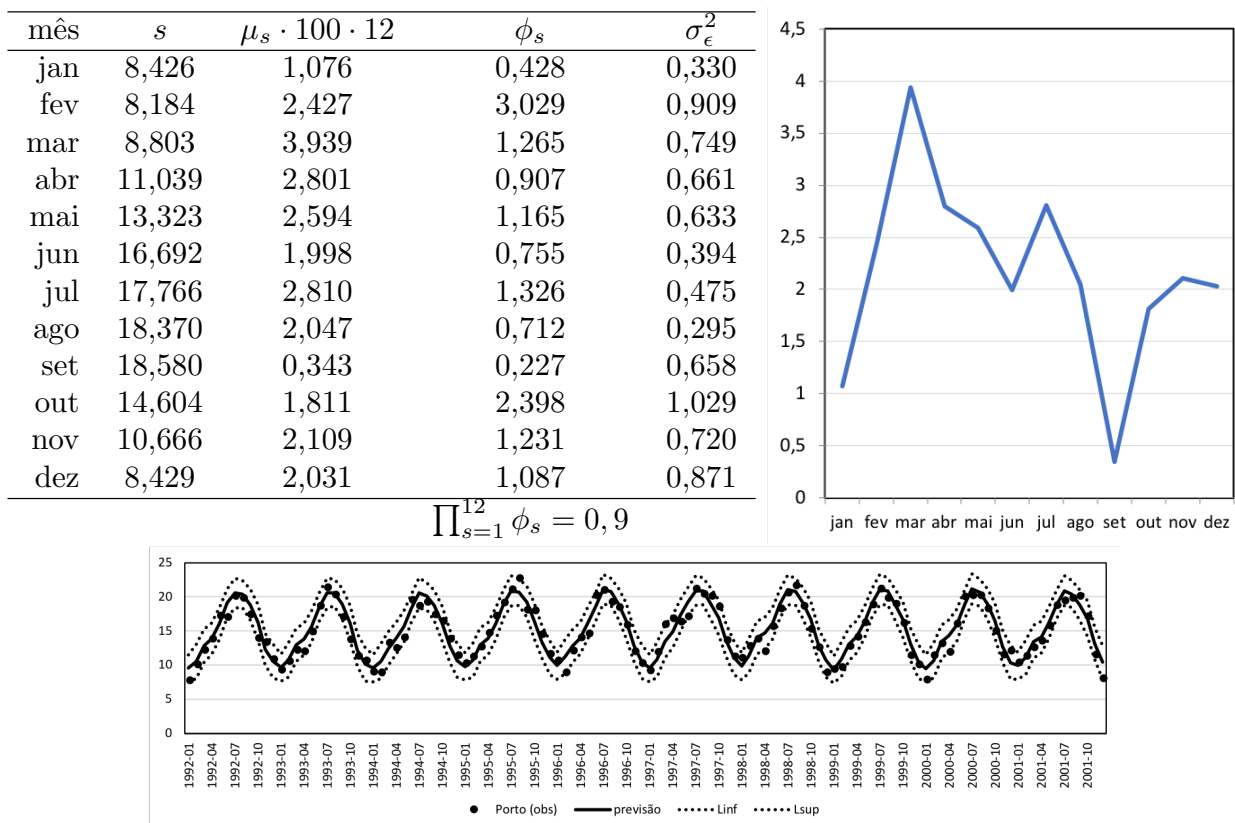 mês s μ_s · 100 · 12 ϕ_s σ_ϵ^2
jan 8,426 1,076 0,428 0,330
fev 8,184 2,427 3,029 0,909
mar 8,803 3,939 1,265 0,749
abr 11,039 2,801 0,907 0,661
mai 13,323 2,594 1,165 0,633
jun 16,692 1,998 0,755 0,394
jul 17,766 2,810 1,326 0,475
ago 18,370 2,047 0,712 0,295
set 18,580 0,343 0,227 0,658
out 14,604 1,811 2,398 1,029
nov 10,666 2,109 1,231 0,720
dez 8,429 2,031 1,087 0,871
∏_{s=1}^{12} ϕ_s = 0, 9
4,5
4
3,5
3
2,5
2
1,5
1
0,5
0
jan fev mar abr mai jun jul ago set out nov dez
25
20
15
10
5
0
1992-01 1992-04 1992-07 1992-10 1993-01 1993-04 1993-07 1993-10 1994-01 1994-04 1994-07 1994-10 1995-01 1995-04 1995-07 1995-10 1996-01 1996-04 1996-07 1996-10 1997-01 1997-04 1997-07 1997-10 1998-01 1998-04 1998-07 1998-10 1999-01 1999-04 1999-07 1999-10 2000-01 2000-04 2000-07 2000-10 2001-01 2001-04 2001-07 2001-10
Porto (obs) previsão Linf Lsup